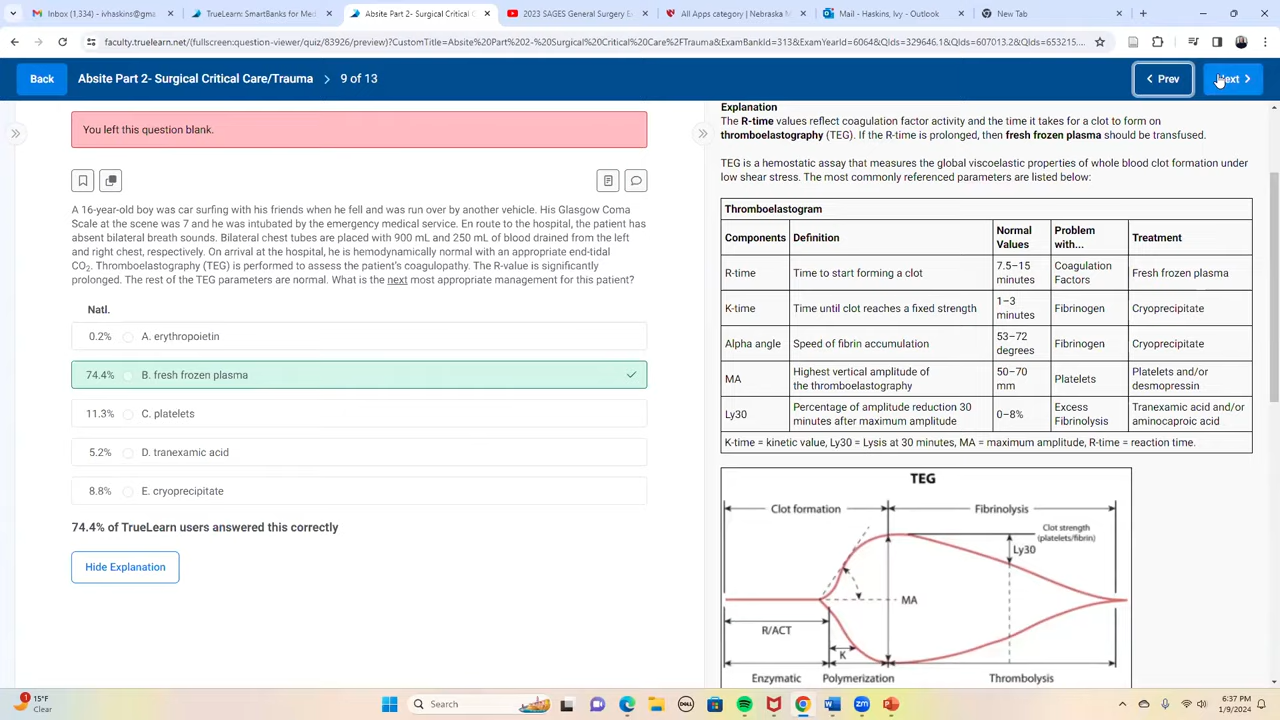 Inbox (1,334) - ivhaskins@gma
TrueLearn: SmartBanks for Med
Absite Part 2- Surgical Critical C
2023 SAGES General Surgery E
All Apps category | Nebraska M
Mail - Haskins, Ivy - Outlook
New Tab
faculty.truelearn.net/(fullscreen:question-viewer/quiz/83926/preview)?CustomTitle=Absite%20Part%202-%20Surgical%20Critical%20Care%2FTrauma&ExamBankId=313&ExamYearId=6064&QIds=329646.1&QIds=607013.2&QIds=653215.
Back
Absite Part 2- Surgical Critical Care/Trauma > 9 of 13
Prev
Next
You left this question blank.
A 16-year-old boy was car surfing with his friends when he fell and was run over by another vehicle. His Glasgow Coma
Scale at the scene was 7 and he was intubated by the emergency medical service. En route to the hospital, the patient has
absent bilateral breath sounds. Bilateral chest tubes are placed with 900 mL and 250 mL of blood drained from the left
and right chest, respectively. On arrival at the hospital, he is hemodynamically normal with an appropriate end-tidal
CO2. Thromboelastography (TEG) is performed to assess the patient's coagulopathy. The R-value is significantly
prolonged. The rest of the TEG parameters are normal. What is the next most appropriate management for this patient?
Natl.
0.2% A. erythropoietin
74.4% B. fresh frozen plasma
11.3% C. platelets
5.2% D. tranexamic acid
8.8% E. cryoprecipitate
74.4% of TrueLearn users answered this correctly
Hide Explanation
Explanation
The R-time values reflect coagulation factor activity and the time it takes for a clot to form on
thromboelastography (TEG). If the R-time is prolonged, then fresh frozen plasma should be transfused.
TEG is a hemostatic assay that measures the global viscoelastic properties of whole blood clot formation under
low shear stress. The most commonly referenced parameters are listed below:
Thromboelastogram
Components Definition Normal Values Problem with... Treatment
R-time Time to start forming a clot 7.5–15 minutes Coagulation Factors Fresh frozen plasma
K-time Time until clot reaches a fixed strength 1–3 minutes Fibrinogen Cryoprecipitate
Alpha angle Speed of fibrin accumulation 53–72 degrees Fibrinogen Cryoprecipitate
MA Highest vertical amplitude of the thromboelastography 50–70 mm Platelets Platelets and/or desmopressin
Ly30 Percentage of amplitude reduction 30 minutes after maximum amplitude 0–8% Excess Fibrinolysis Tranexamic acid and/or aminocaproic acid
K-time = kinetic value, Ly30 = Lysis at 30 minutes, MA = maximum amplitude, R-time = reaction time.
TEG
Clot formation
Fibrinolysis
Clot strength
(platelets/fibrin)
Ly30
MA
R/ACT
K
Enzymatic
Polymerization
Thrombolysis
1
15°F
Clear
Search
DELL
zm
6:37 PM
1/9/2024